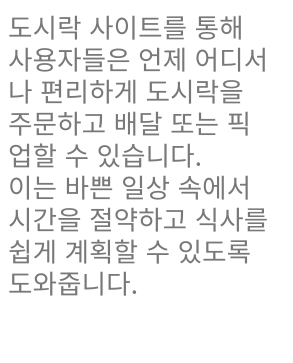 도시락 사이트를 통해
사용자들은 언제 어디서
나 편리하게 도시락을
주문하고 배달 또는 픽
업할 수 있습니다.
이는 바쁜 일상 속에서
시간을 절약하고 식사를
쉽게 계획할 수 있도록
도와줍니다.